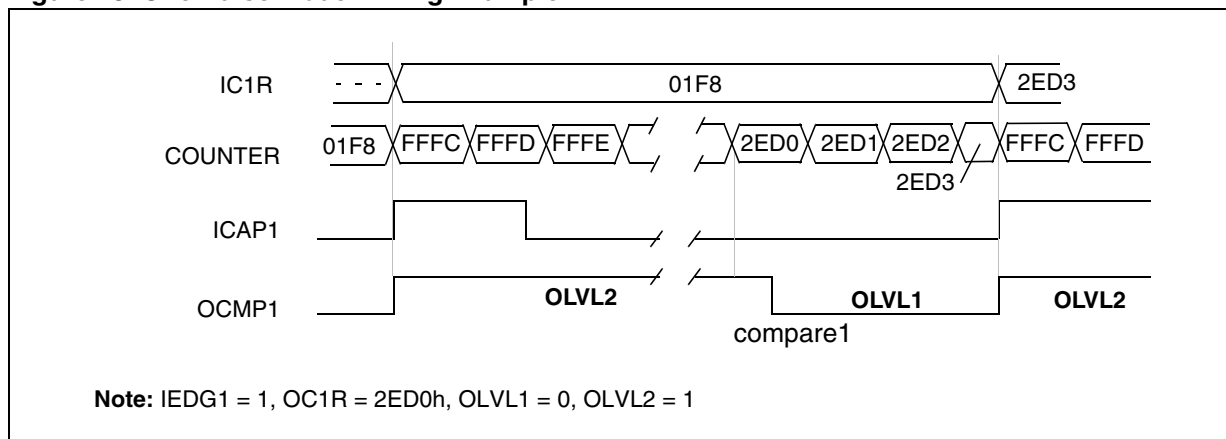 IC1R - - - 01F8 2ED3
COUNTER 01F8 FFFC FFFD FFFE 2ED0 2ED1 2ED2 FFFC FFFD
2ED3
ICAP1
OCMP1 OLVL2 OLVL1 OLVL2
compare1
Note: IEDG1 = 1, OC1R = 2ED0h, OLVL1 = 0, OLVL2 = 1